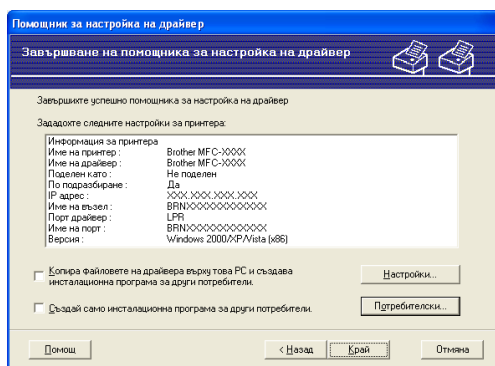 Помощник за настройка на драйвер
Завършване на помощника за настройка на драйвер
Завършихте успешно помощника за настройка на драйвер
Зададохте следните настройки за принтера:
Информация за принтера
Име на принтер : Brother MFC-XXXX
Име на драйвер : Brother MFC-XXXX
Поделен като : Не поделен
По подразбиране : Да
IP адрес : XXX.XXX.XXX.XXX
Име на възел : BRNXXXXXXXXXXXX
Порт драйвер : LPR
Име на порт : BRNXXXXXXXXXXXX
Версия : Windows 2000/XP/Vista (x86)
Копира файловете на драйвера върху това PC и създава
инсталационна програма за други потребители.
Настройки...
Създай само инсталационна програма за други потребители.
Потребителски...
Помощ
< Назад
Край
Отмяна